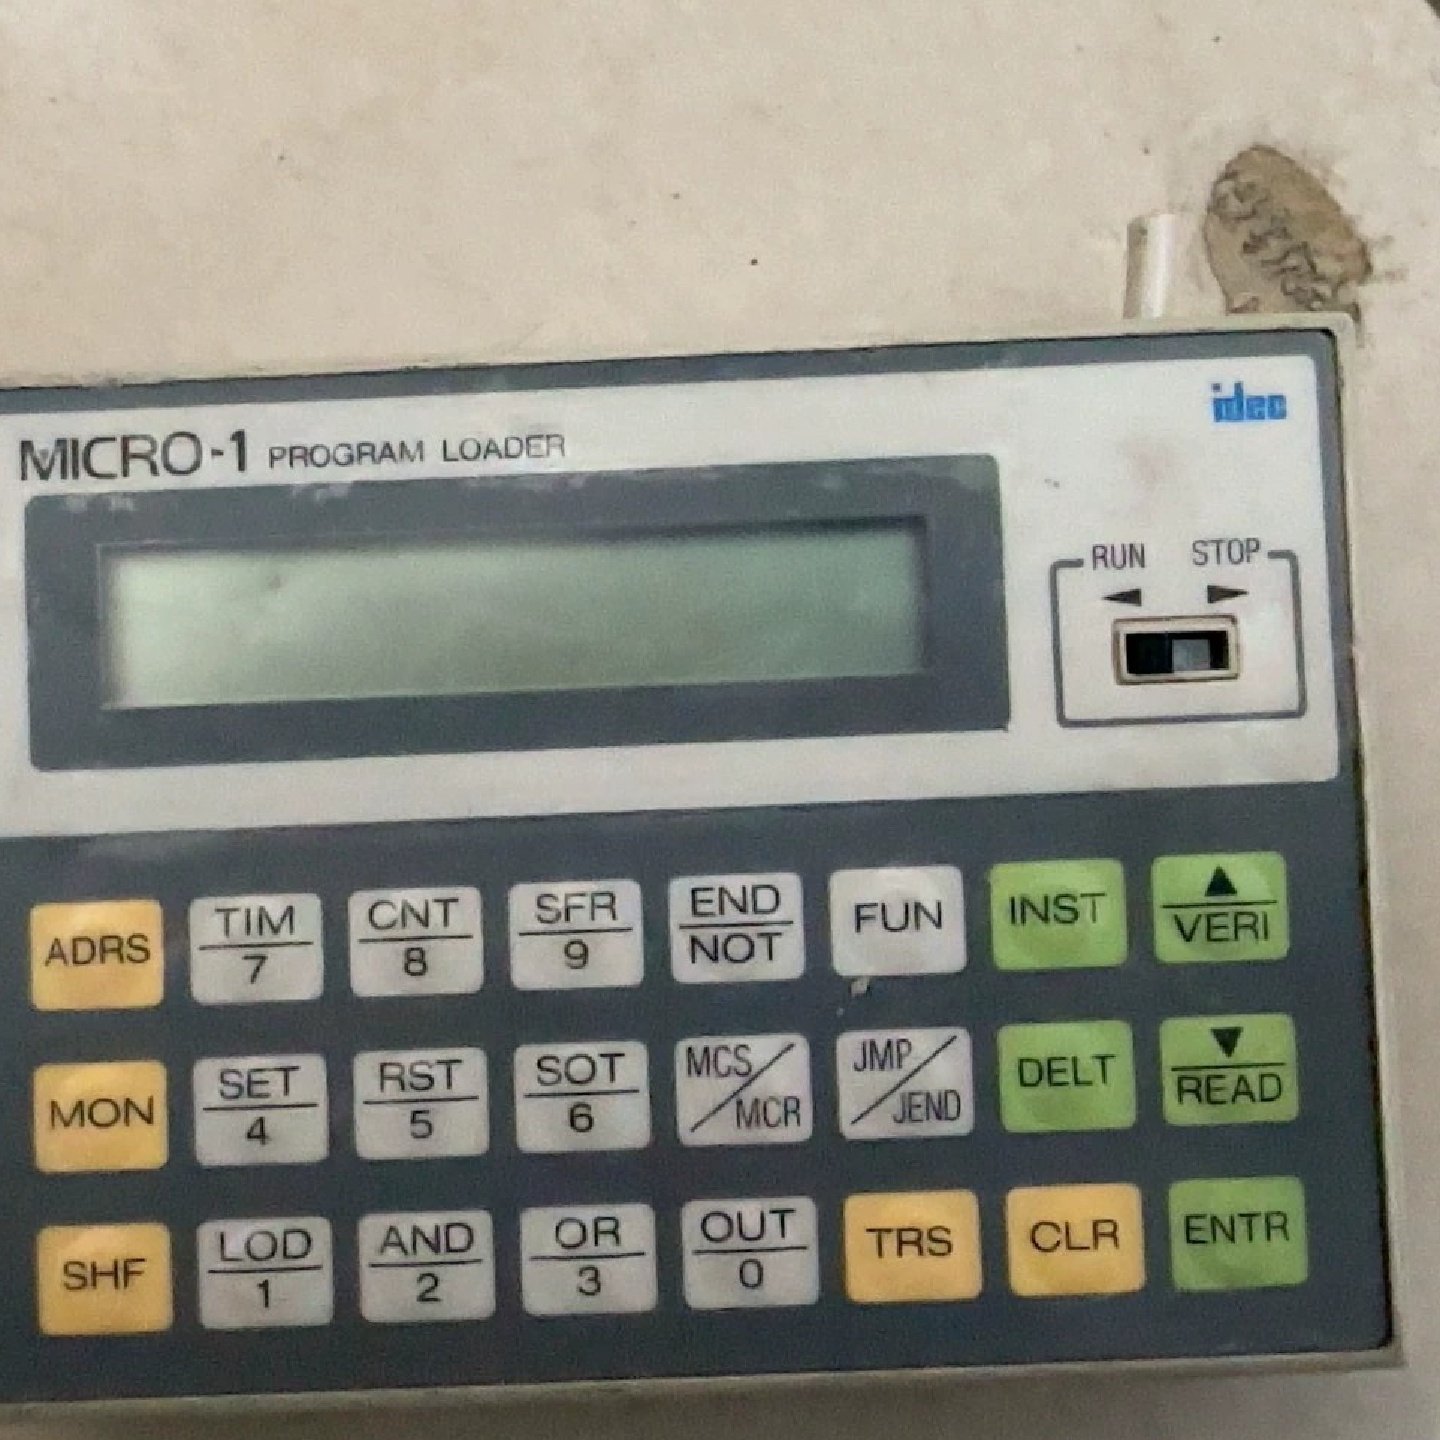 idec
MICRO-1 PROGRAM LOADER
RUN STOP
◄ ►
ADRS TIM 7 CNT 8 SFR 9 END NOT FUN INST ▲ VERI
MON SET 4 RST 5 SOT 6 MCS/MCR JMP/JEND DELT ▼ READ
SHF LOD 1 AND 2 OR 3 OUT 0 TRS CLR ENTR